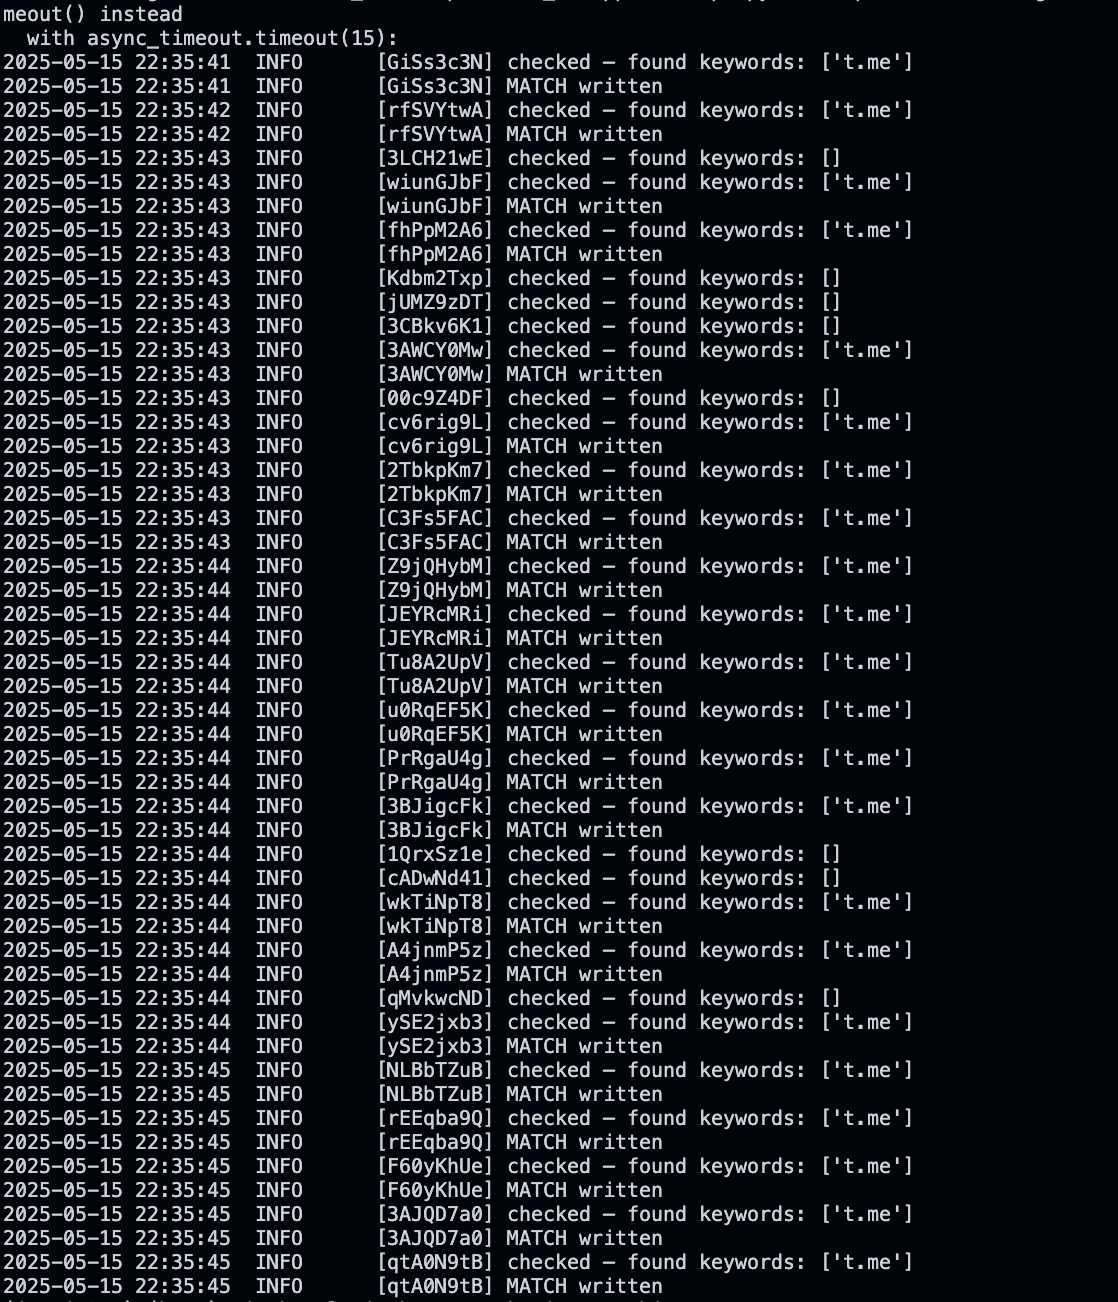 meout() instead
  with async_timeout.timeout(15):
2025-05-15 22:35:41  INFO      [GiSs3c3N] checked — found keywords: ['t.me']
2025-05-15 22:35:41  INFO      [GiSs3c3N] MATCH written
2025-05-15 22:35:42  INFO      [rfSVYtwA] checked — found keywords: ['t.me']
2025-05-15 22:35:42  INFO      [rfSVYtwA] MATCH written
2025-05-15 22:35:43  INFO      [3LCH21wE] checked — found keywords: []
2025-05-15 22:35:43  INFO      [wiunGJbF] checked — found keywords: ['t.me']
2025-05-15 22:35:43  INFO      [wiunGJbF] MATCH written
2025-05-15 22:35:43  INFO      [fhPpM2A6] checked — found keywords: ['t.me']
2025-05-15 22:35:43  INFO      [fhPpM2A6] MATCH written
2025-05-15 22:35:43  INFO      [Kdbm2Txp] checked — found keywords: []
2025-05-15 22:35:43  INFO      [jUMZ9zDT] checked — found keywords: []
2025-05-15 22:35:43  INFO      [3CBkv6K1] checked — found keywords: []
2025-05-15 22:35:43  INFO      [3AWCY0Mw] checked — found keywords: ['t.me']
2025-05-15 22:35:43  INFO      [3AWCY0Mw] MATCH written
2025-05-15 22:35:43  INFO      [00c9Z4DF] checked — found keywords: []
2025-05-15 22:35:43  INFO      [cv6rig9L] checked — found keywords: ['t.me']
2025-05-15 22:35:43  INFO      [cv6rig9L] MATCH written
2025-05-15 22:35:43  INFO      [2TbkpKm7] checked — found keywords: ['t.me']
2025-05-15 22:35:43  INFO      [2TbkpKm7] MATCH written
2025-05-15 22:35:43  INFO      [C3Fs5FAC] checked — found keywords: ['t.me']
2025-05-15 22:35:43  INFO      [C3Fs5FAC] MATCH written
2025-05-15 22:35:44  INFO      [Z9jQHybM] checked — found keywords: ['t.me']
2025-05-15 22:35:44  INFO      [Z9jQHybM] MATCH written
2025-05-15 22:35:44  INFO      [JEYRcMRi] checked — found keywords: ['t.me']
2025-05-15 22:35:44  INFO      [JEYRcMRi] MATCH written
2025-05-15 22:35:44  INFO      [Tu8A2UpV] checked — found keywords: ['t.me']
2025-05-15 22:35:44  INFO      [Tu8A2UpV] MATCH written
2025-05-15 22:35:44  INFO      [u0RqEF5K] checked — found keywords: ['t.me']
2025-05-15 22:35:44  INFO      [u0RqEF5K] MATCH written
2025-05-15 22:35:44  INFO      [PrRgaU4g] checked — found keywords: ['t.me']
2025-05-15 22:35:44  INFO      [PrRgaU4g] MATCH written
2025-05-15 22:35:44  INFO      [3BJigcFk] checked — found keywords: ['t.me']
2025-05-15 22:35:44  INFO      [3BJigcFk] MATCH written
2025-05-15 22:35:44  INFO      [1QrxSz1e] checked — found keywords: []
2025-05-15 22:35:44  INFO      [cADwNd41] checked — found keywords: []
2025-05-15 22:35:44  INFO      [wkTiNpT8] checked — found keywords: ['t.me']
2025-05-15 22:35:44  INFO      [wkTiNpT8] MATCH written
2025-05-15 22:35:44  INFO      [A4jnmP5z] checked — found keywords: ['t.me']
2025-05-15 22:35:44  INFO      [A4jnmP5z] MATCH written
2025-05-15 22:35:44  INFO      [qMvkwcND] checked — found keywords: []
2025-05-15 22:35:44  INFO      [ySE2jxb3] checked — found keywords: ['t.me']
2025-05-15 22:35:44  INFO      [ySE2jxb3] MATCH written
2025-05-15 22:35:45  INFO      [NLBbTZuB] checked — found keywords: ['t.me']
2025-05-15 22:35:45  INFO      [NLBbTZuB] MATCH written
2025-05-15 22:35:45  INFO      [rEEqba9Q] checked — found keywords: ['t.me']
2025-05-15 22:35:45  INFO      [rEEqba9Q] MATCH written
2025-05-15 22:35:45  INFO      [F60yKhUe] checked — found keywords: ['t.me']
2025-05-15 22:35:45  INFO      [F60yKhUe] MATCH written
2025-05-15 22:35:45  INFO      [3AJQD7a0] checked — found keywords: ['t.me']
2025-05-15 22:35:45  INFO      [3AJQD7a0] MATCH written
2025-05-15 22:35:45  INFO      [qtA0N9tB] checked — found keywords: ['t.me']
2025-05-15 22:35:45  INFO      [qtA0N9tB] MATCH written